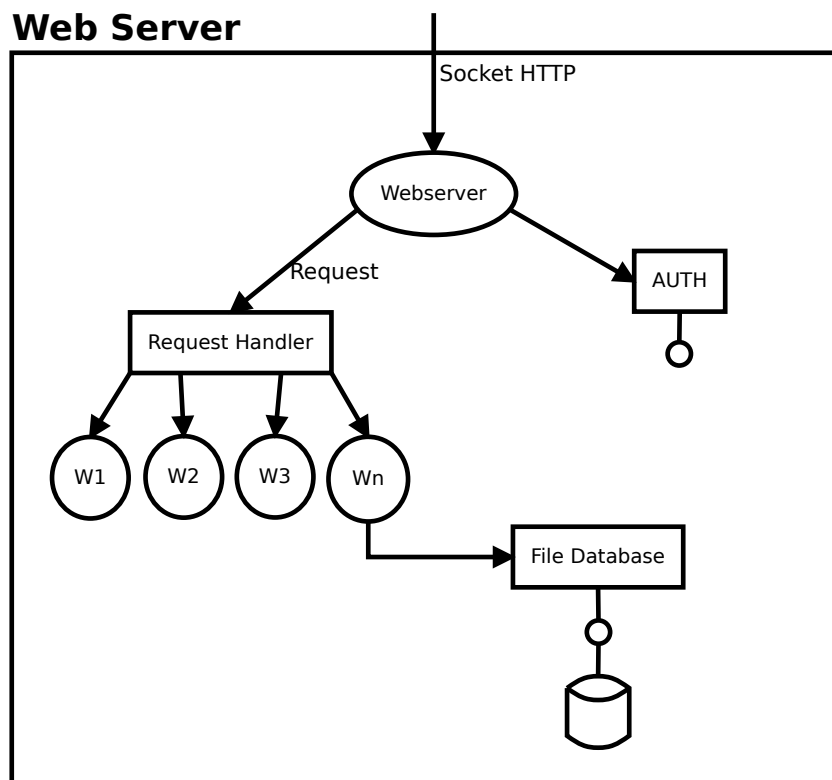 Web Server
Socket HTTP
Webserver
Request
AUTH
Request Handler
W1
W2
W3
Wn
File Database